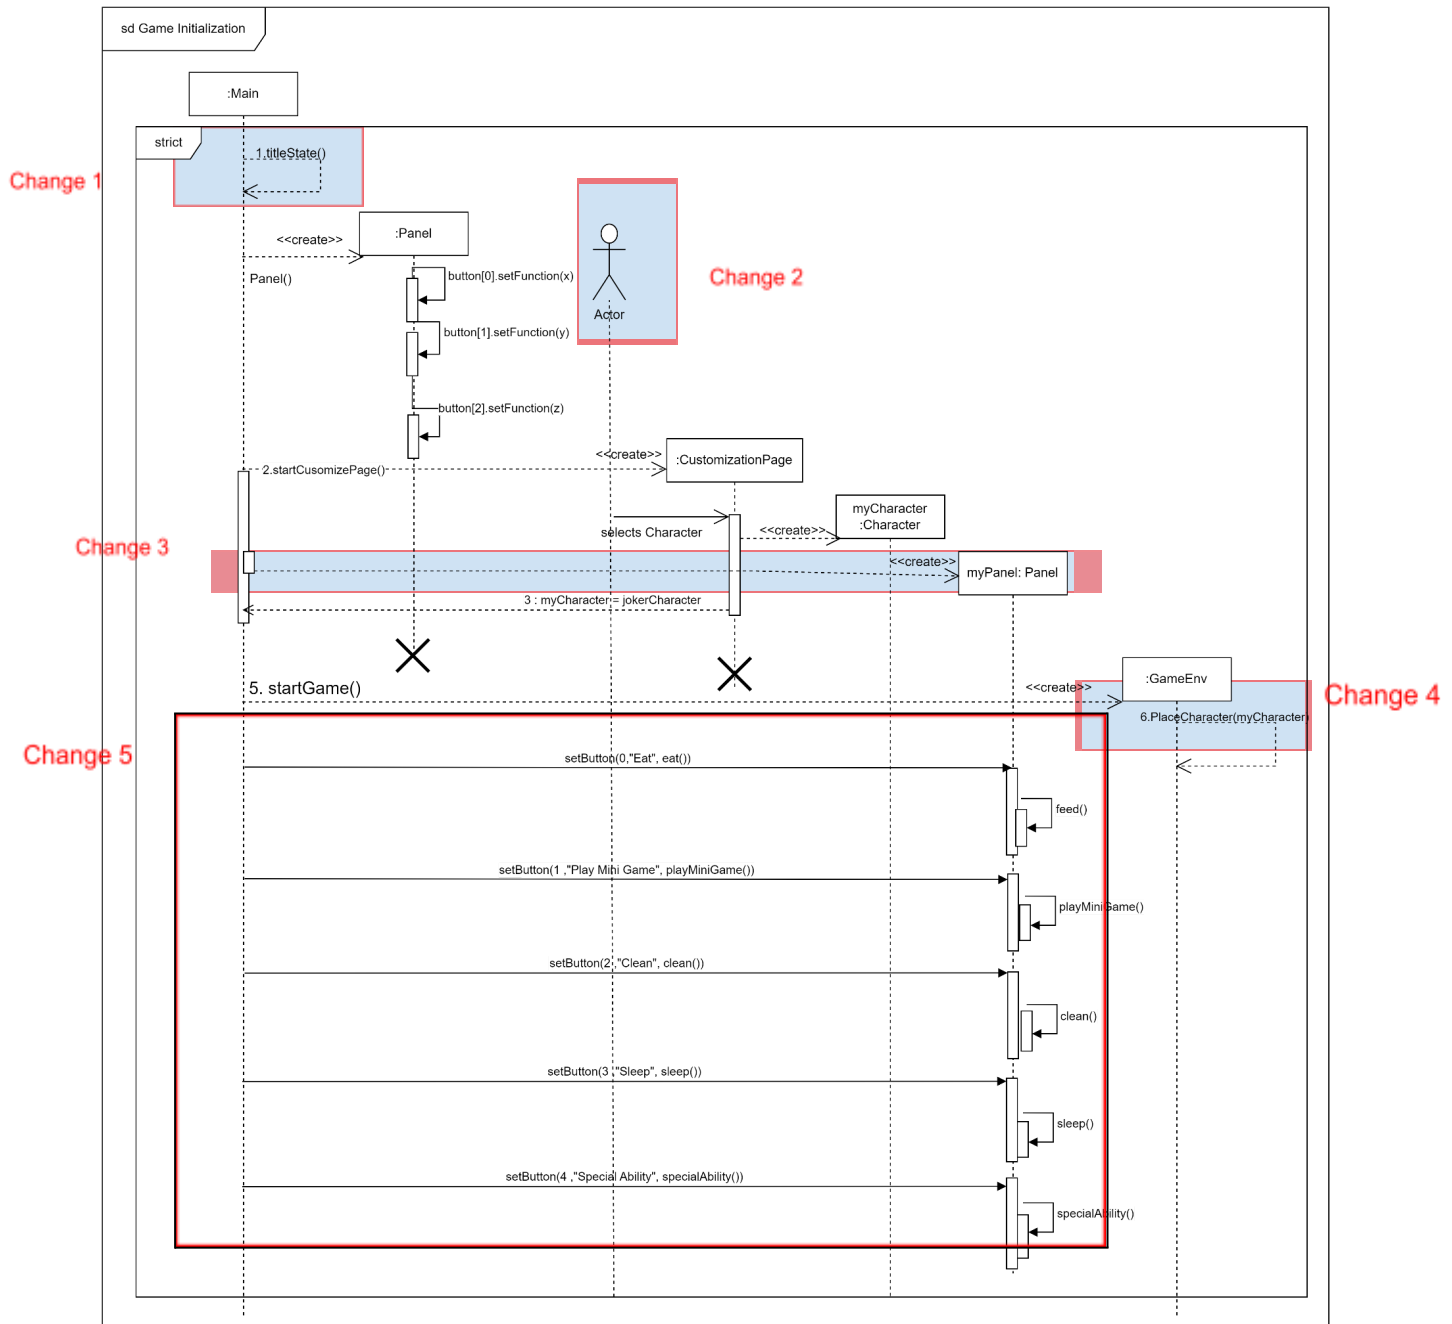 sd Game Initialization
:Main
strict
1.titleState()
Change 1
<<create>>
:Panel
Panel()
button[0].setFunction(x)
Change 2
Actor
button[1].setFunction(y)
button[2].setFunction(z)
2.startCusomizePage()
<<create>>
:CustomizationPage
myCharacter
:Character
selects Character
<<create>>
Change 3
<<create>>
myPanel: Panel
3 : myCharacter = jokerCharacter
5. startGame()
<<create>>
:GameEnv
Change 4
6.PlaceCharacter(myCharacter)
Change 5
setButton(0,"Eat", eat())
feed()
setButton(1 ,"Play Mini Game", playMiniGame())
playMiniGame()
setButton(2 ,"Clean", clean())
clean()
setButton(3 ,"Sleep", sleep())
sleep()
setButton(4 ,"Special Ability", specialAbility())
specialAbility()